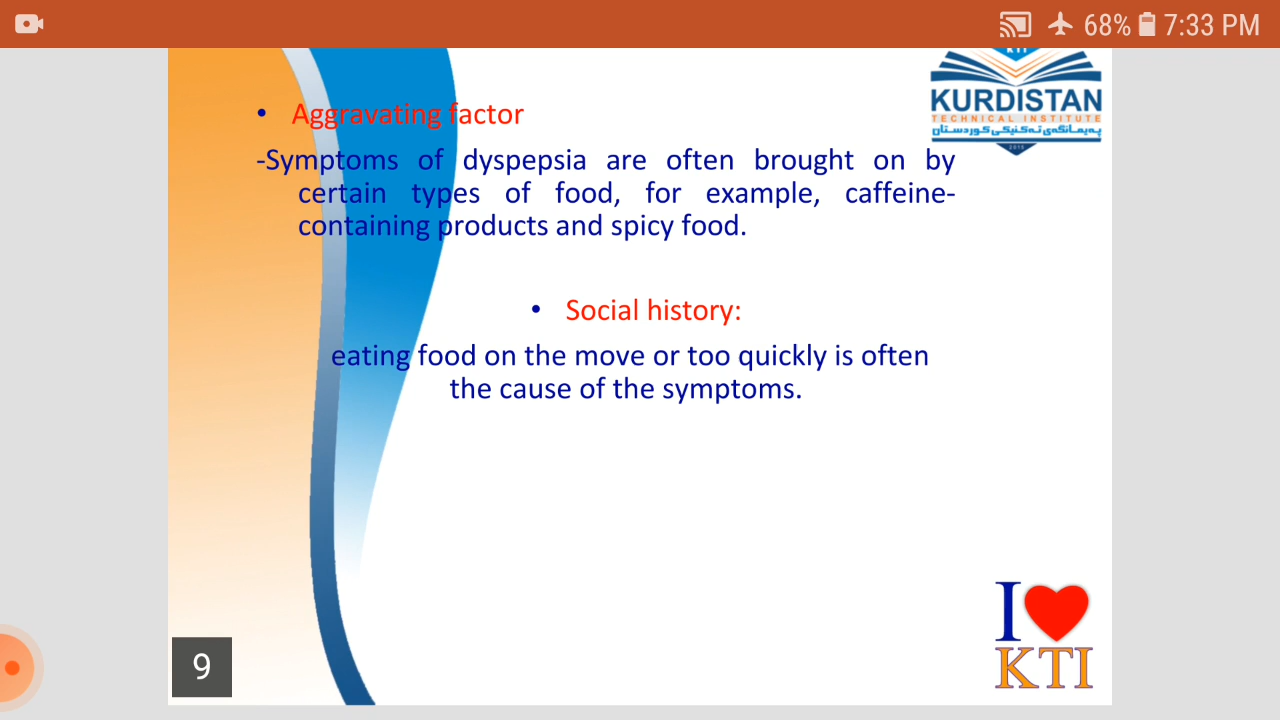 68% 7:33 PM
KTI
KURDISTAN
TECHNICAL INSTITUTE
پەیمانگەی تەکنیکی کوردستان
2015
• Aggravating factor
-Symptoms of dyspepsia are often brought on by
certain types of food, for example, caffeine-
containing products and spicy food.
• Social history:
eating food on the move or too quickly is often
the cause of the symptoms.
I
KTI
9